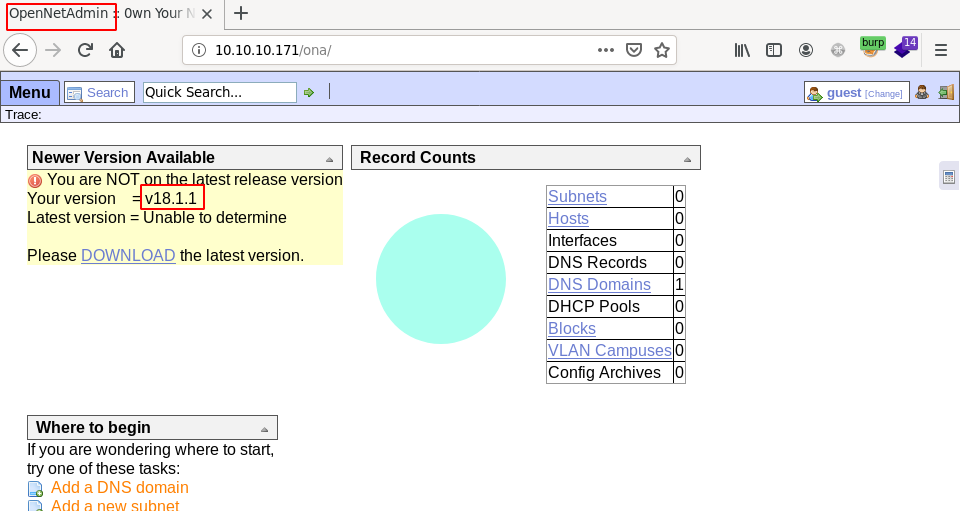 OpenNetAdmin :: 0wn Your N
10.10.10.171/ona/
burp
14
Menu
Search
Quick Search...
guest [Change]
Trace:
Newer Version Available
You are NOT on the latest release version
Your version = v18.1.1
Latest version = Unable to determine
Please DOWNLOAD the latest version.
Record Counts
Subnets 0
Hosts 0
Interfaces 0
DNS Records 0
DNS Domains 1
DHCP Pools 0
Blocks 0
VLAN Campuses 0
Config Archives 0
Where to begin
If you are wondering where to start,
try one of these tasks:
Add a DNS domain
Add a new subnet